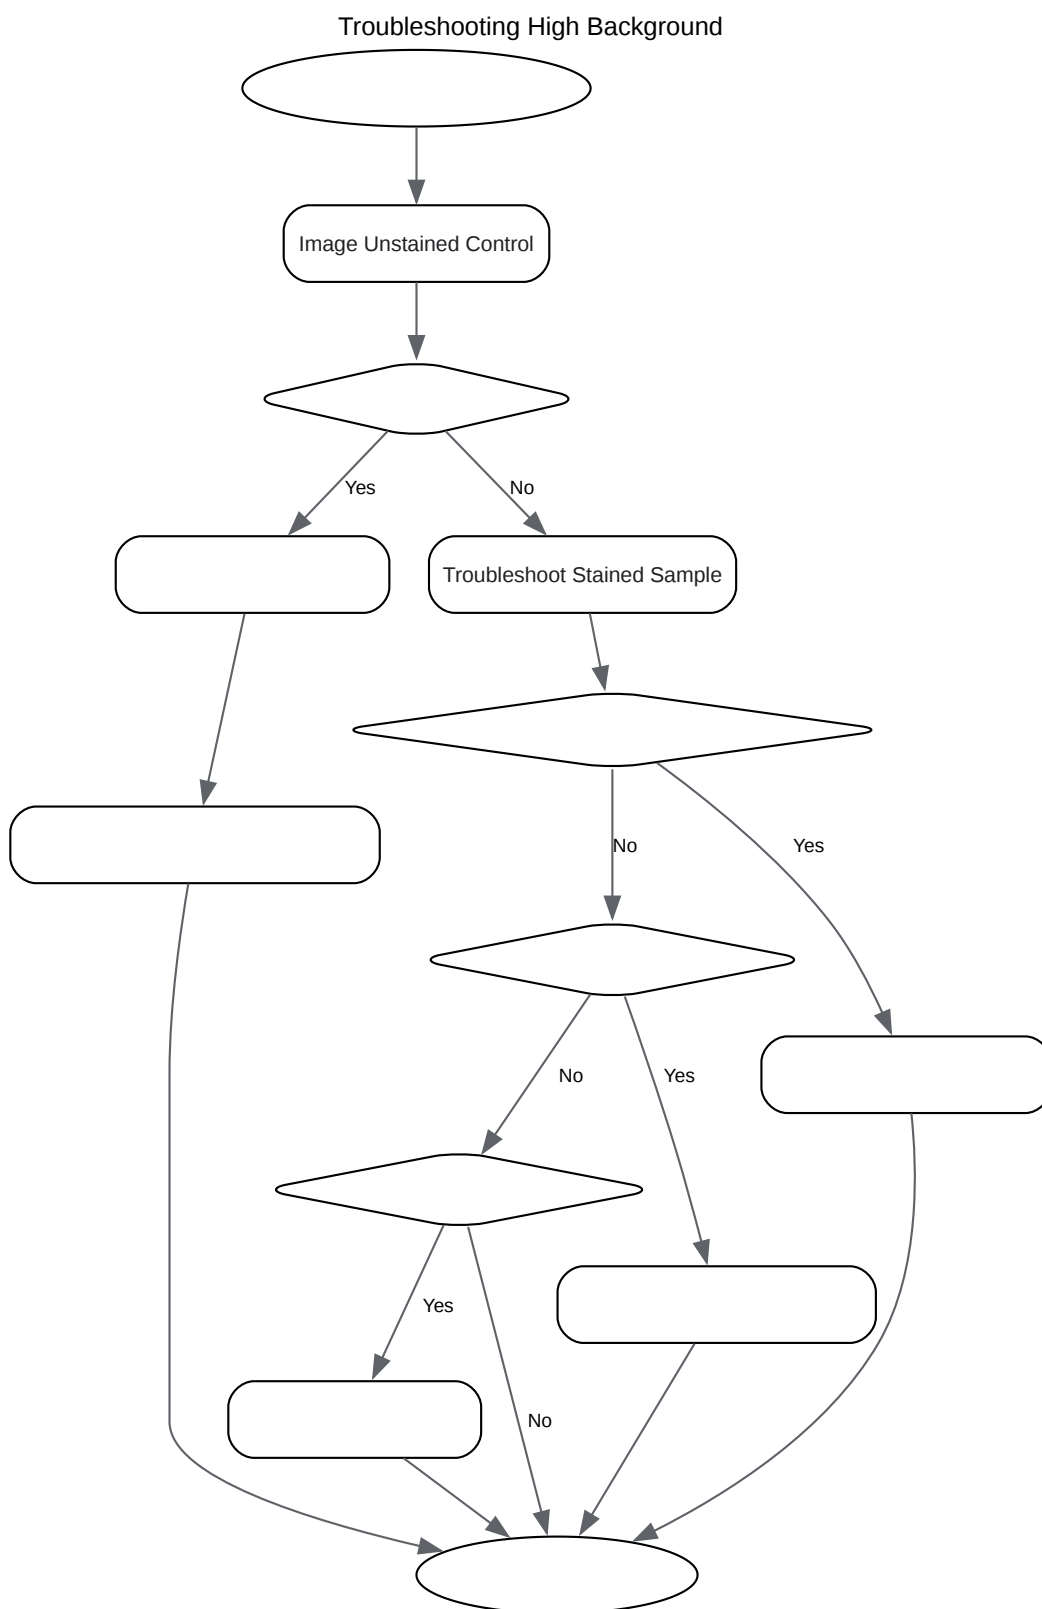 Troubleshooting High Background
Image Unstained Control
Yes
No
Troubleshoot Stained Sample
No
Yes
No
Yes
Yes
No